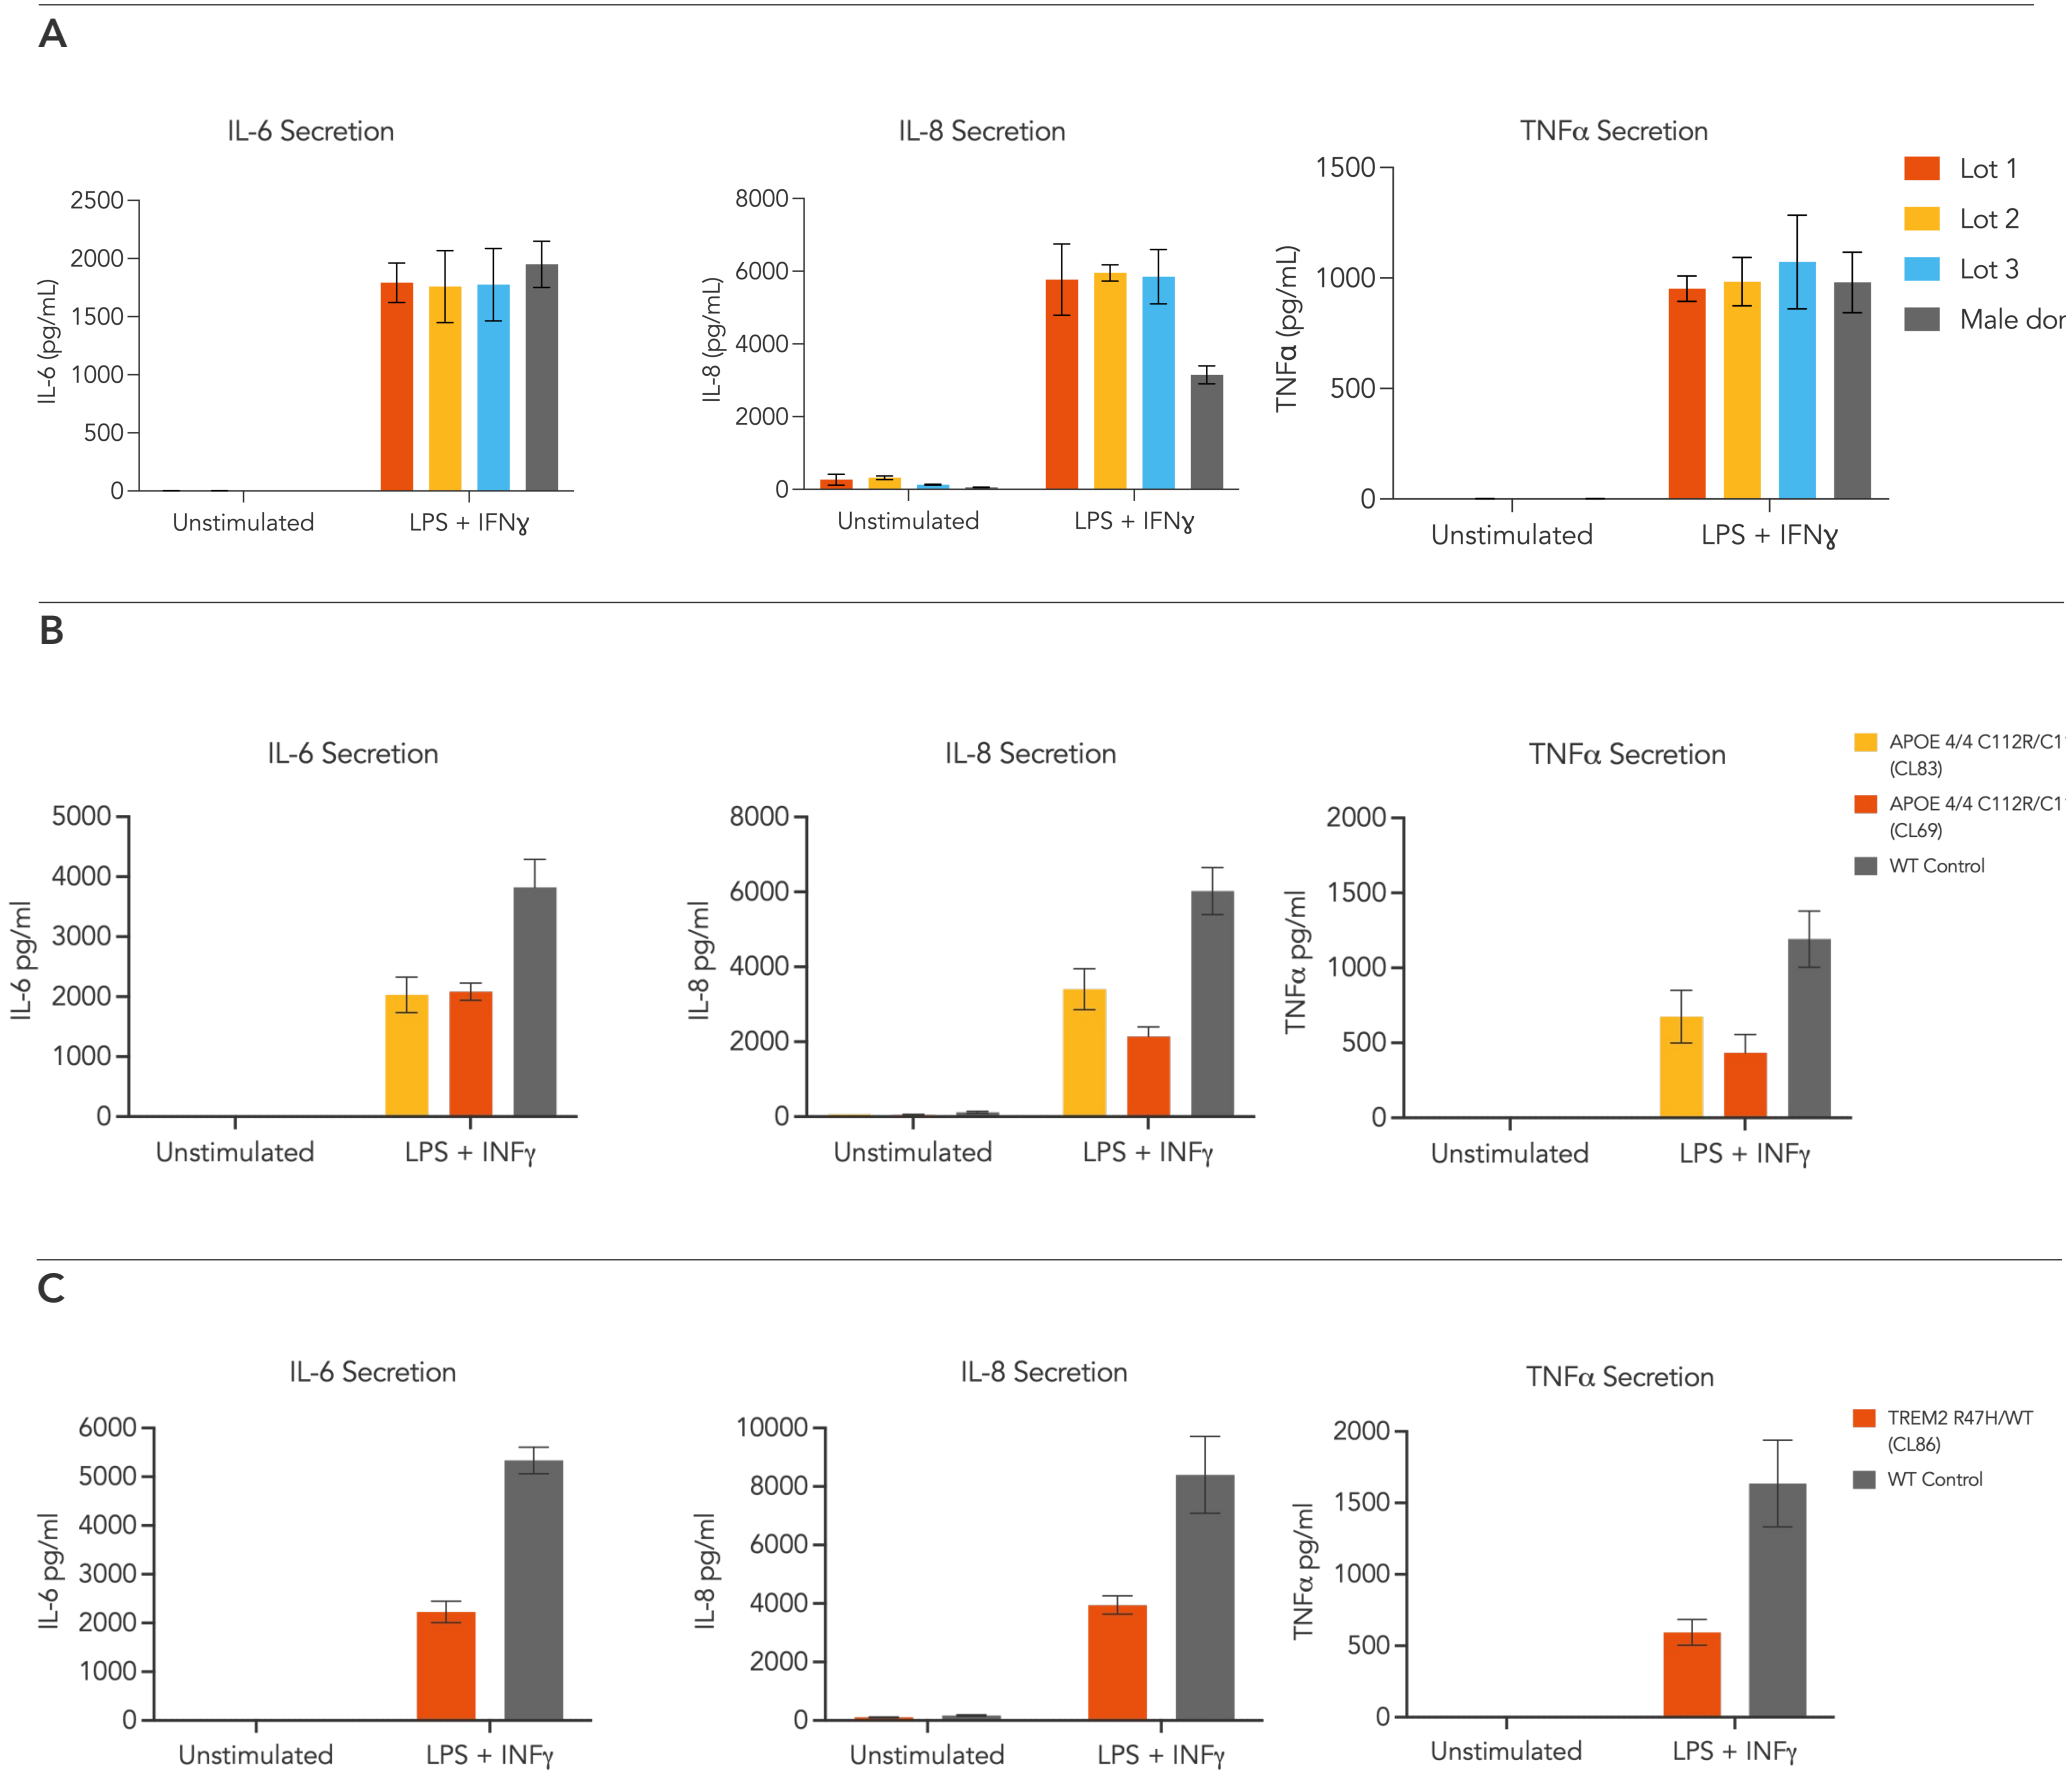 A
IL-6 Secretion
IL-6 (pg/mL)
2500
2000
1500
1000
500
0
Unstimulated
LPS + IFNɣ
IL-8 Secretion
IL-8 (pg/mL)
8000
6000
4000
2000
0
Unstimulated
LPS + IFNɣ
TNFα Secretion
TNFα (pg/mL)
1500
1000
500
0
Unstimulated
LPS + IFNɣ
Lot 1
Lot 2
Lot 3
Male
B
IL-6 Secretion
IL-6 pg/ml
5000
4000
3000
2000
1000
0
Unstimulated
LPS + INFγ
IL-8 Secretion
IL-8 pg/ml
8000
6000
4000
2000
0
Unstimulated
LPS + INFγ
TNFα Secretion
TNFα pg/ml
2000
1500
1000
500
0
Unstimulated
LPS + INFγ
APOE 4/4
(CL83)
APOE 4/4
(CL69)
WT Control
C
IL-6 Secretion
IL-6 pg/ml
6000
5000
4000
3000
2000
1000
0
Unstimulated
LPS + INFγ
IL-8 Secretion
IL-8 pg/ml
10000
8000
6000
4000
2000
0
Unstimulated
LPS + INFγ
TNFα Secretion
TNFα pg/ml
2000
1500
1000
500
0
Unstimulated
LPS + INFγ
TREM2 R47H/WT
(CL86)
WT Control